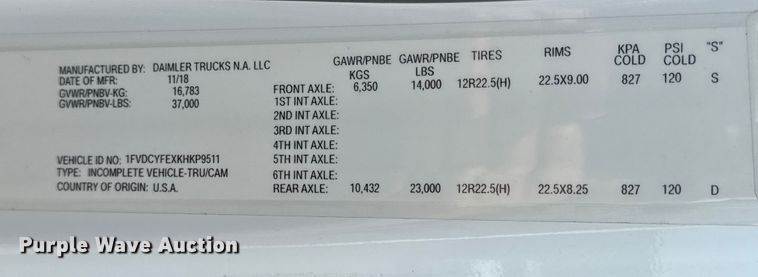 GAWR/PNBE GAWR/PNBE TIRES RIMS KPA PSI "S"
KGS LBS COLD COLD
MANUFACTURED BY: DAIMLER TRUCKS N.A. LLC
DATE OF MFR: 11/18
GVWR/PNBV-KG: 16,783
GVWR/PNBV-LBS: 37,000
FRONT AXLE: 6,350 14,000 12R22.5(H) 22.5X9.00 827 120 S
1ST INT AXLE:
2ND INT AXLE:
3RD INT AXLE:
4TH INT AXLE:
5TH INT AXLE:
6TH INT AXLE:
REAR AXLE: 10,432 23,000 12R22.5(H) 22.5X8.25 827 120 D
VEHICLE ID NO: 1FVDCYFEXKHKP9511
TYPE: INCOMPLETE VEHICLE-TRU/CAM
COUNTRY OF ORIGIN: U.S.A.
Purple Wave Auction